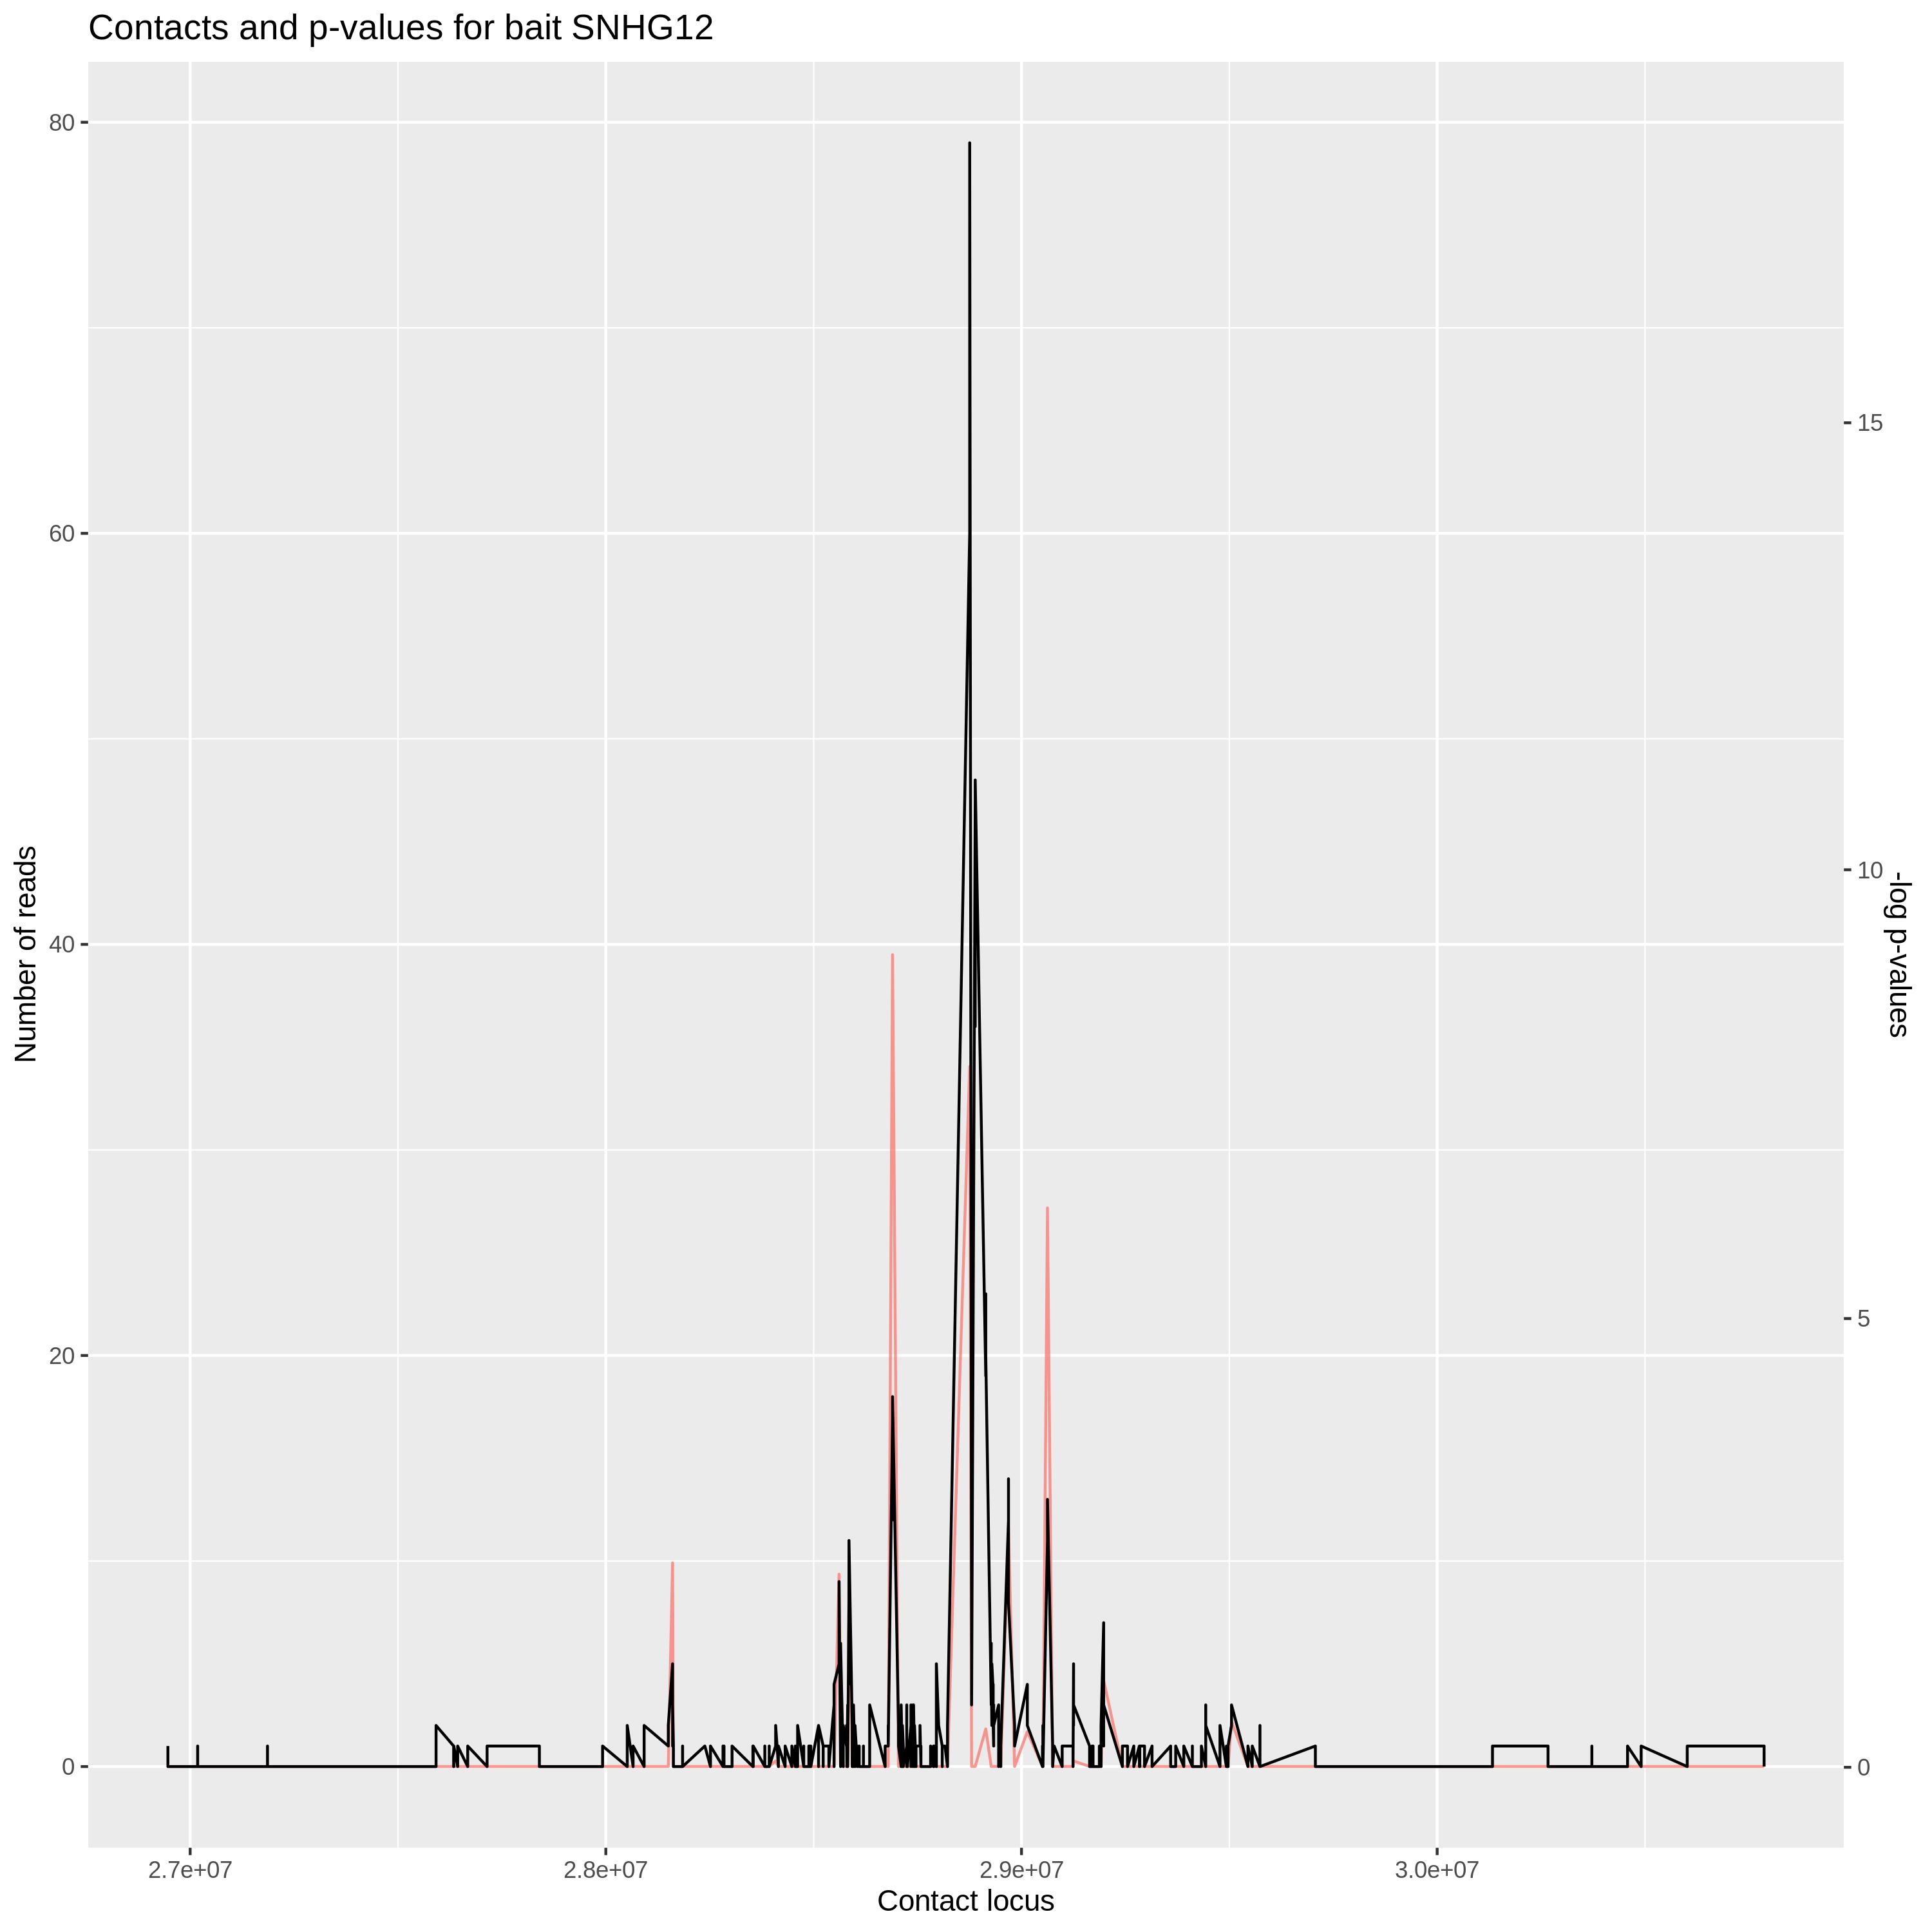 Contacts and p-values for bait SNHG12
80
60
40
20
0
Number of reads
15
10
5
0
-log p-values
2.7e+07
2.8e+07
2.9e+07
3.0e+07
Contact locus